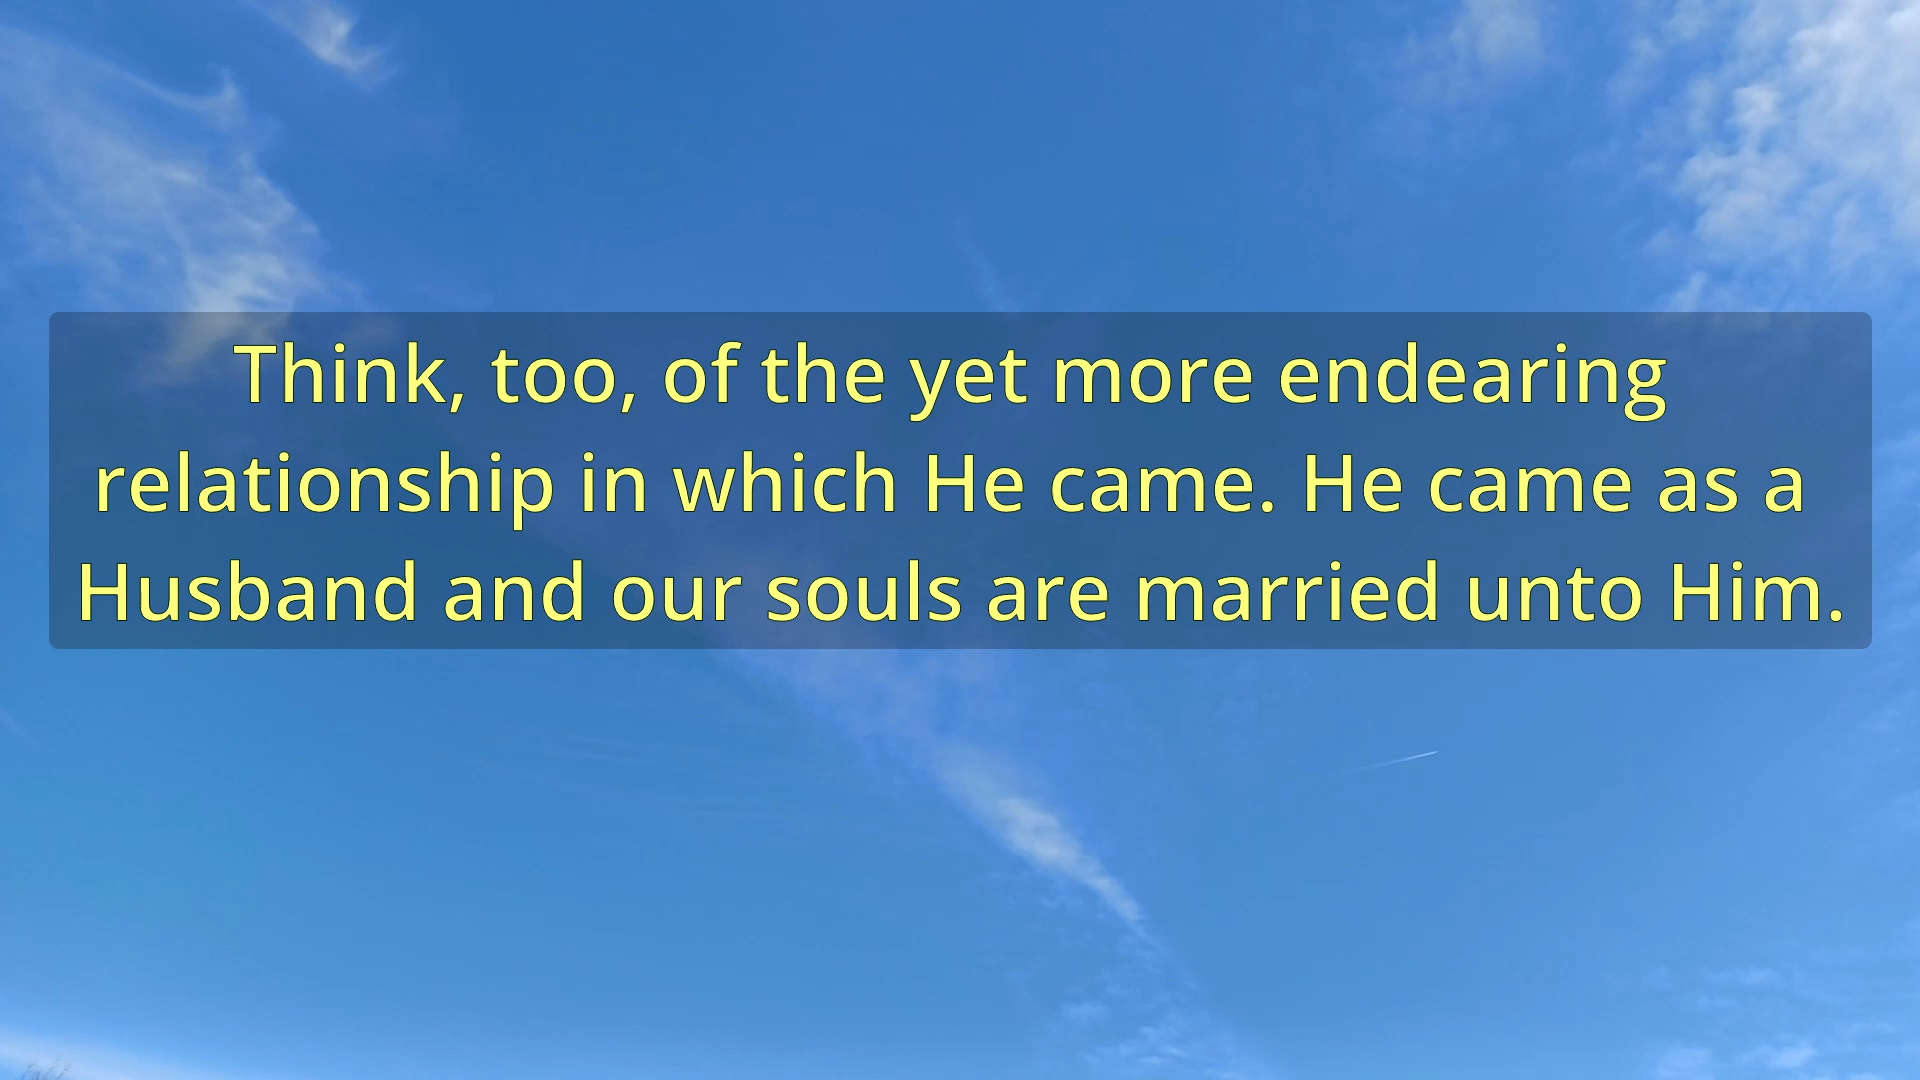 Think, too, of the yet more endearing
relationship in which He came. He came as a
Husband and our souls are married unto Him.